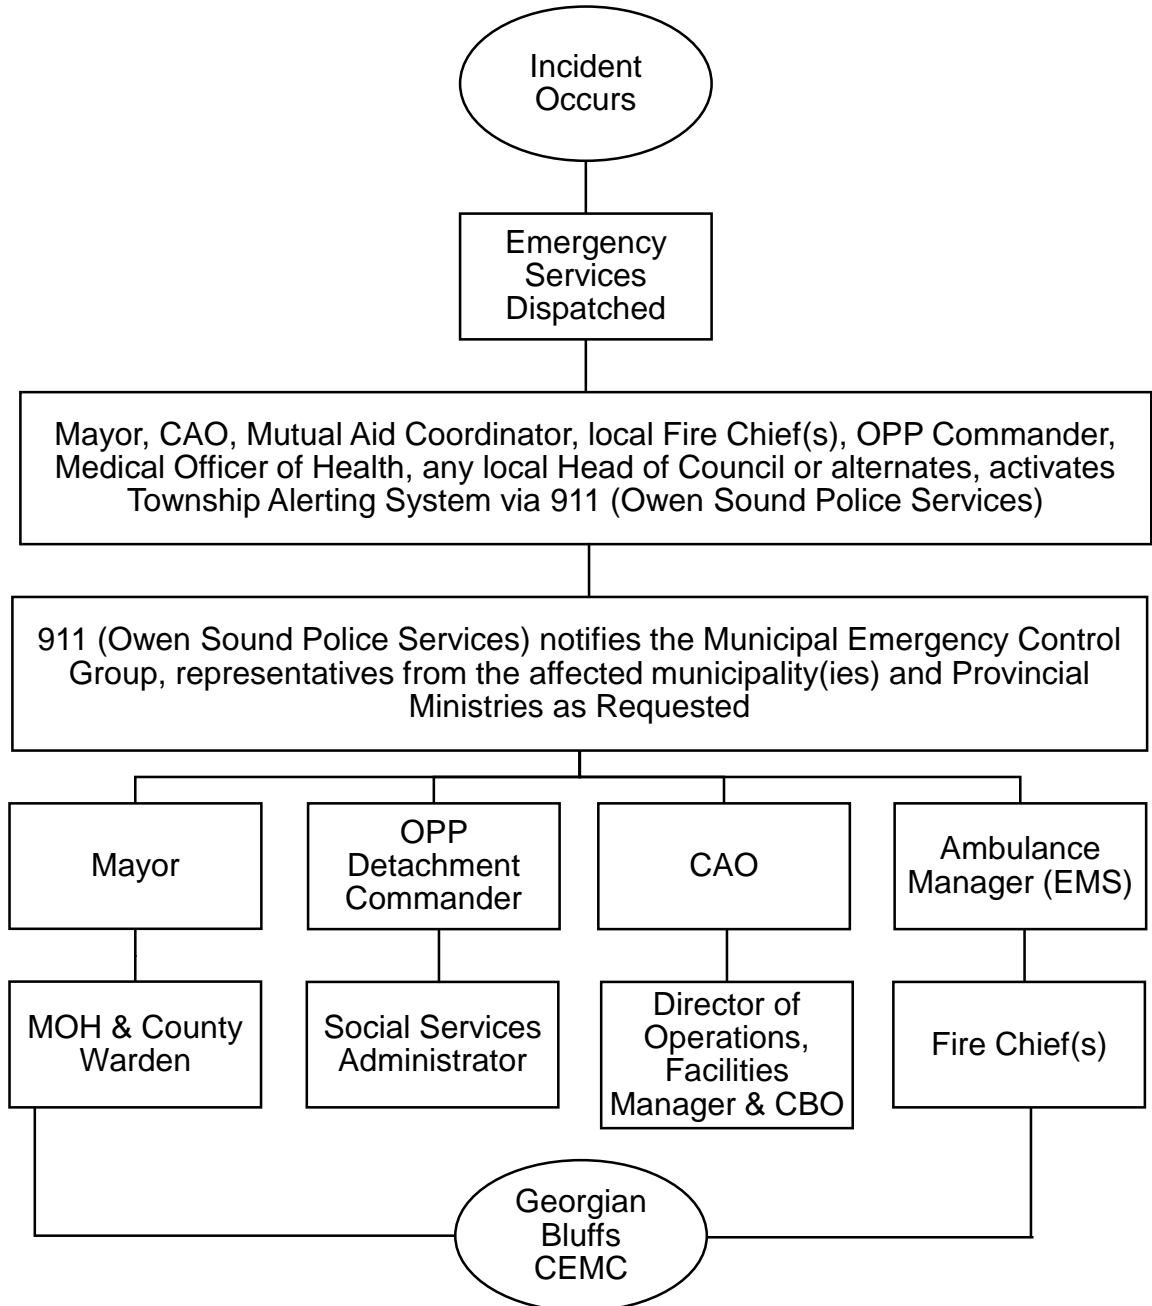 Incident
Occurs
Emergency
Services
Dispatched
Mayor, CAO, Mutual Aid Coordinator, local Fire Chief(s), OPP Commander,
Medical Officer of Health, any local Head of Council or alternates, activates
Township Alerting System via 911 (Owen Sound Police Services)
911 (Owen Sound Police Services) notifies the Municipal Emergency Control
Group, representatives from the affected municipality(ies) and Provincial
Ministries as Requested
Mayor
OPP
Detachment
Commander
CAO
Ambulance
Manager (EMS)
MOH & County
Warden
Social Services
Administrator
Director of
Operations,
Facilities
Manager & CBO
Fire Chief(s)
Georgian
Bluffs
CEMC